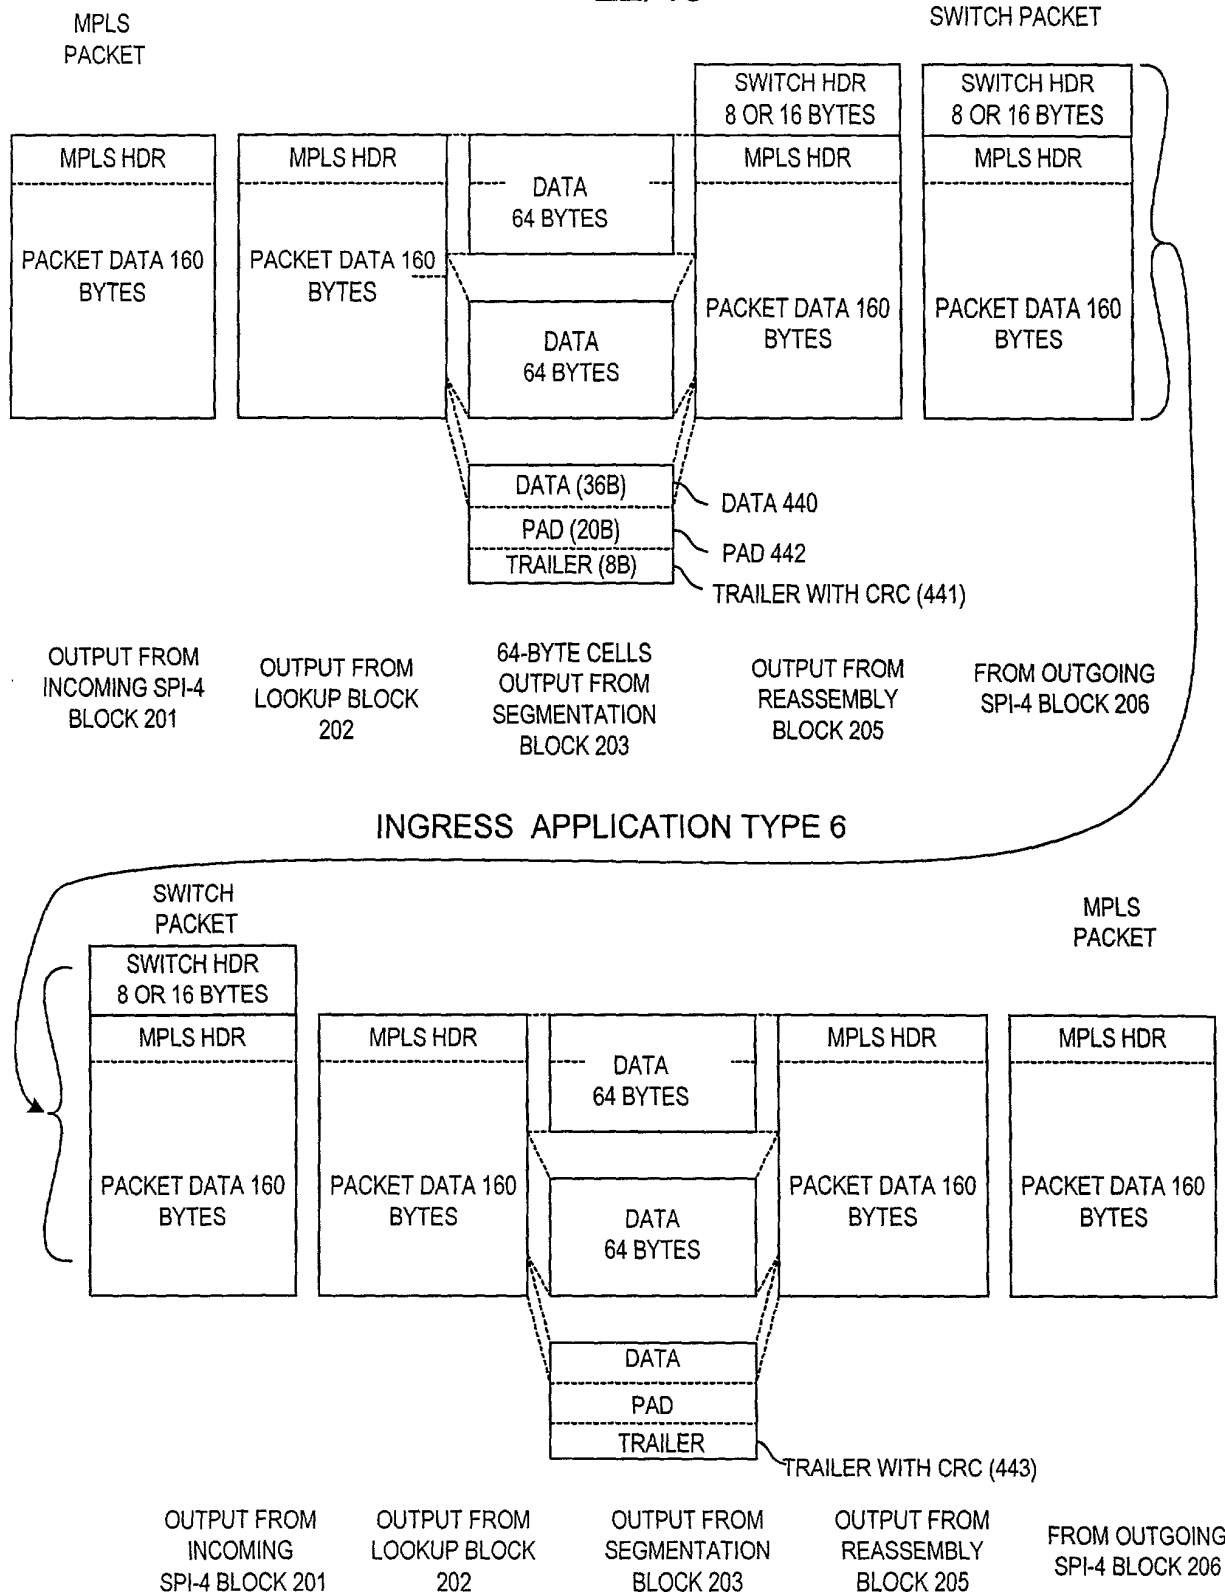 MPLS
PACKET
SWITCH PACKET
SWITCH HDR
8 OR 16 BYTES
SWITCH HDR
8 OR 16 BYTES
MPLS HDR
MPLS HDR
DATA
64 BYTES
MPLS HDR
MPLS HDR
PACKET DATA 160
BYTES
PACKET DATA 160
BYTES
DATA
64 BYTES
PACKET DATA 160
BYTES
PACKET DATA 160
BYTES
DATA (36B)
PAD (20B)
TRAILER (8B)
DATA 440
PAD 442
TRAILER WITH CRC (441)
OUTPUT FROM
INCOMING SPI-4
BLOCK 201
OUTPUT FROM
LOOKUP BLOCK
202
64-BYTE CELLS
OUTPUT FROM
SEGMENTATION
BLOCK 203
OUTPUT FROM
REASSEMBLY
BLOCK 205
FROM OUTGOING
SPI-4 BLOCK 206
INGRESS APPLICATION TYPE 6
SWITCH
PACKET
MPLS
PACKET
SWITCH HDR
8 OR 16 BYTES
MPLS HDR
MPLS HDR
DATA
64 BYTES
MPLS HDR
MPLS HDR
PACKET DATA 160
BYTES
PACKET DATA 160
BYTES
DATA
64 BYTES
PACKET DATA 160
BYTES
PACKET DATA 160
BYTES
DATA
PAD
TRAILER
TRAILER WITH CRC (443)
OUTPUT FROM
INCOMING
SPI-4 BLOCK 201
OUTPUT FROM
LOOKUP BLOCK
202
OUTPUT FROM
SEGMENTATION
BLOCK 203
OUTPUT FROM
REASSEMBLY
BLOCK 205
FROM OUTGOING
SPI-4 BLOCK 206